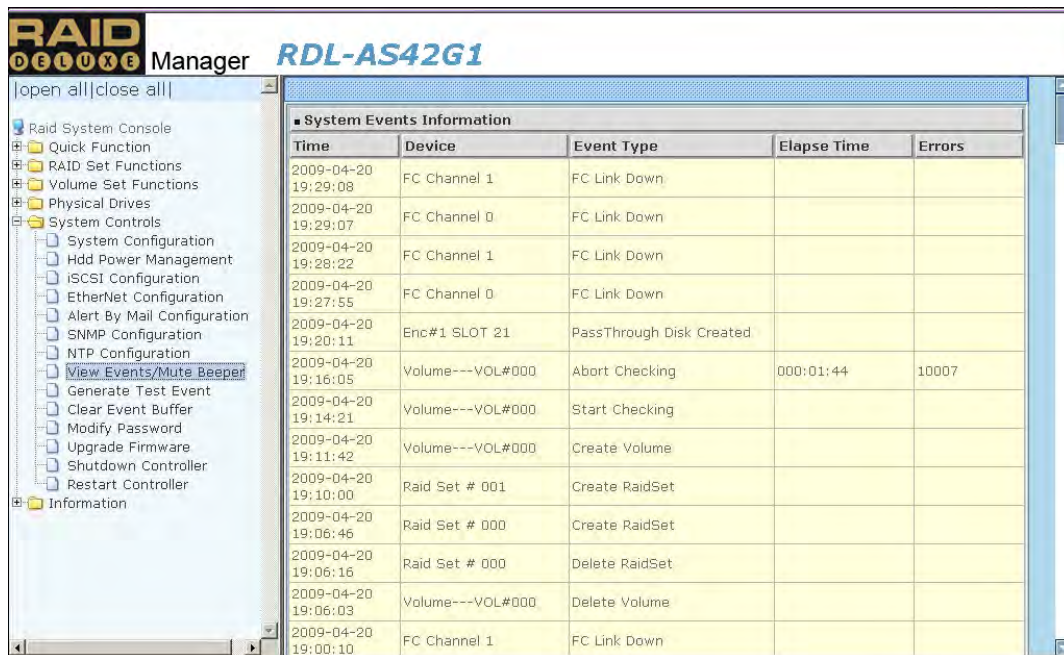 RAID
DELUXE Manager RDL-AS42G1
|open all|close all|
Raid System Console
Quick Function
RAID Set Functions
Volume Set Functions
Physical Drives
System Controls
System Configuration
Hdd Power Management
iSCSI Configuration
EtherNet Configuration
Alert By Mail Configuration
SNMP Configuration
NTP Configuration
View Events/Mute Beeper
Generate Test Event
Clear Event Buffer
Modify Password
Upgrade Firmware
Shutdown Controller
Restart Controller
Information
System Events Information
Time Device Event Type Elapse Time Errors
2009-04-20
19:29:08 FC Channel 1 FC Link Down
2009-04-20
19:29:07 FC Channel 0 FC Link Down
2009-04-20
19:28:22 FC Channel 1 FC Link Down
2009-04-20
19:27:55 FC Channel 0 FC Link Down
2009-04-20
19:20:11 Enc#1 SLOT 21 PassThrough Disk Created
2009-04-20
19:16:05 Volume---VOL#000 Abort Checking 000:01:44 10007
2009-04-20
19:14:21 Volume---VOL#000 Start Checking
2009-04-20
19:11:42 Volume---VOL#000 Create Volume
2009-04-20
19:10:00 Raid Set # 001 Create RaidSet
2009-04-20
19:06:46 Raid Set # 000 Create RaidSet
2009-04-20
19:06:16 Raid Set # 000 Delete RaidSet
2009-04-20
19:06:03 Volume---VOL#000 Delete Volume
2009-04-20
19:00:10 FC Channel 1 FC Link Down